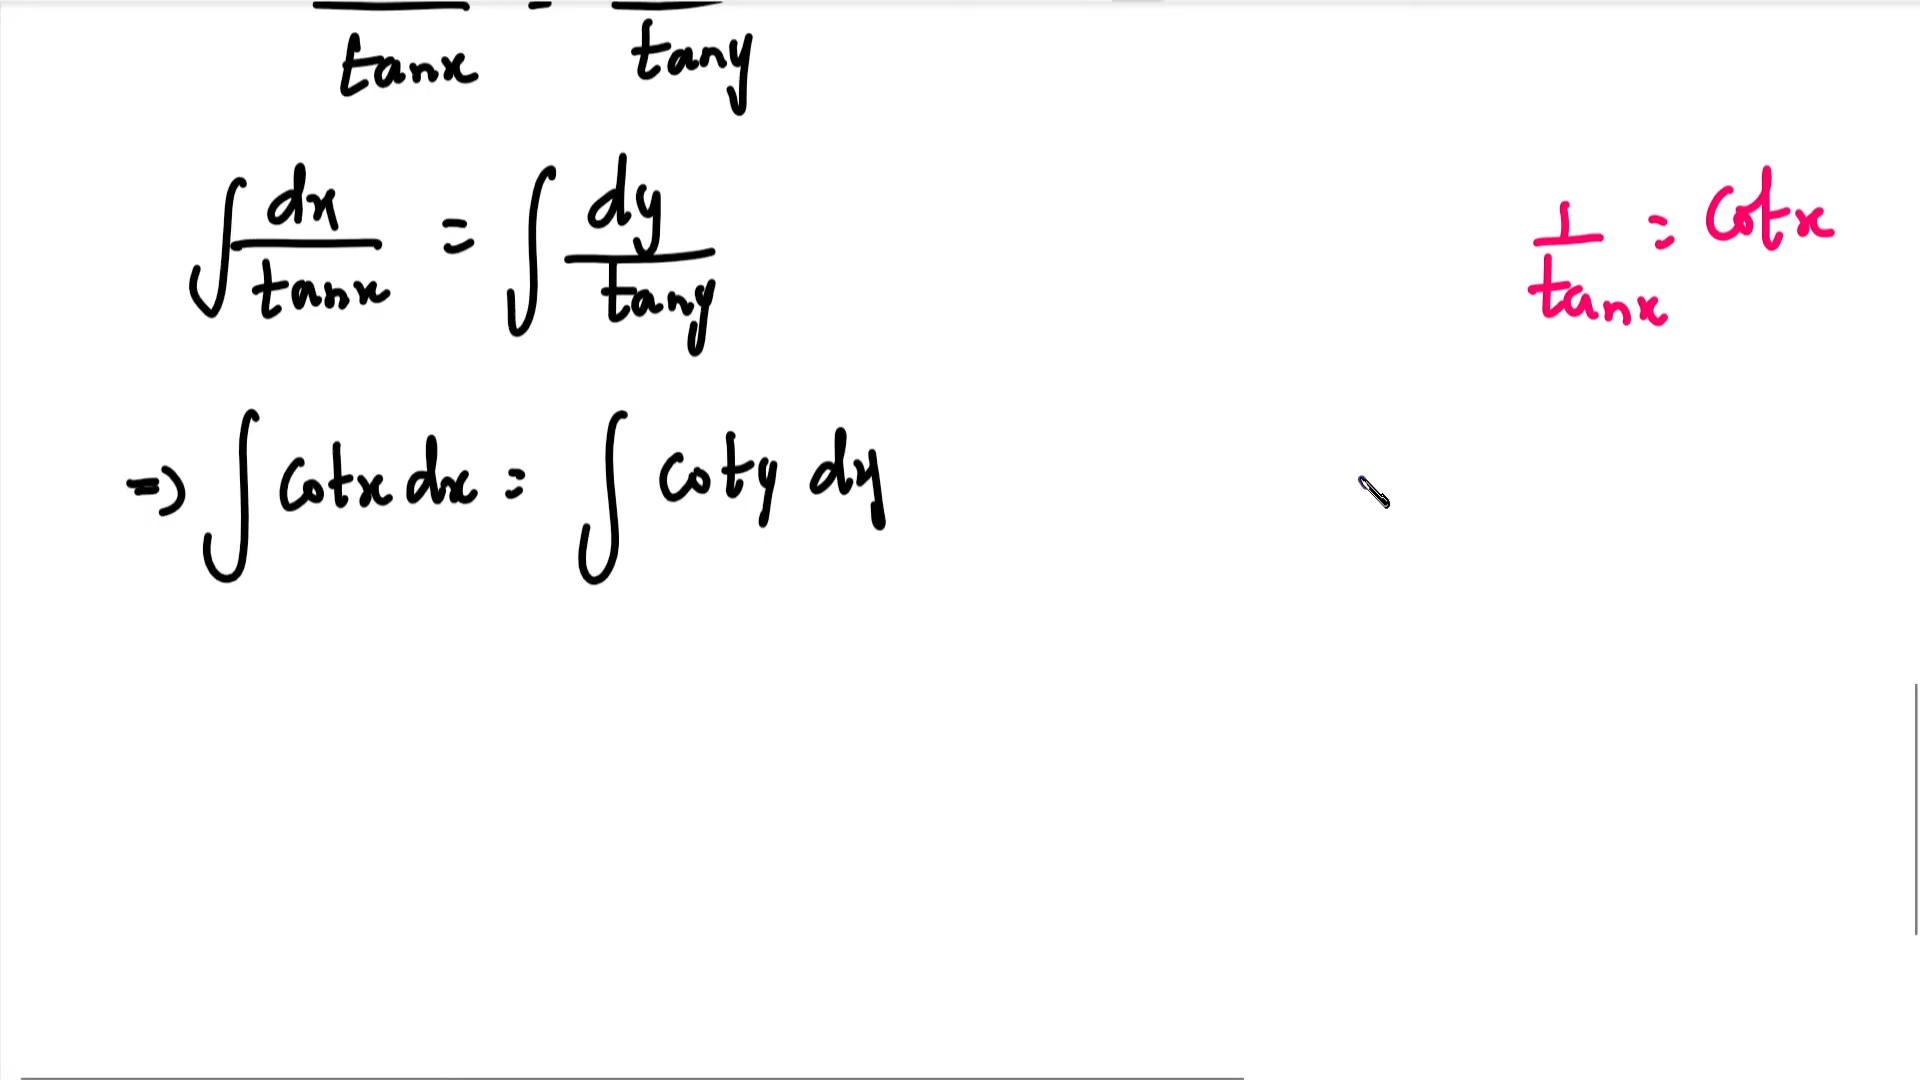 tanx = tany
∫ dx/tanx = ∫ dy/tany
1/tanx = cotx
⇒ ∫ cotx dx = ∫ coty dy